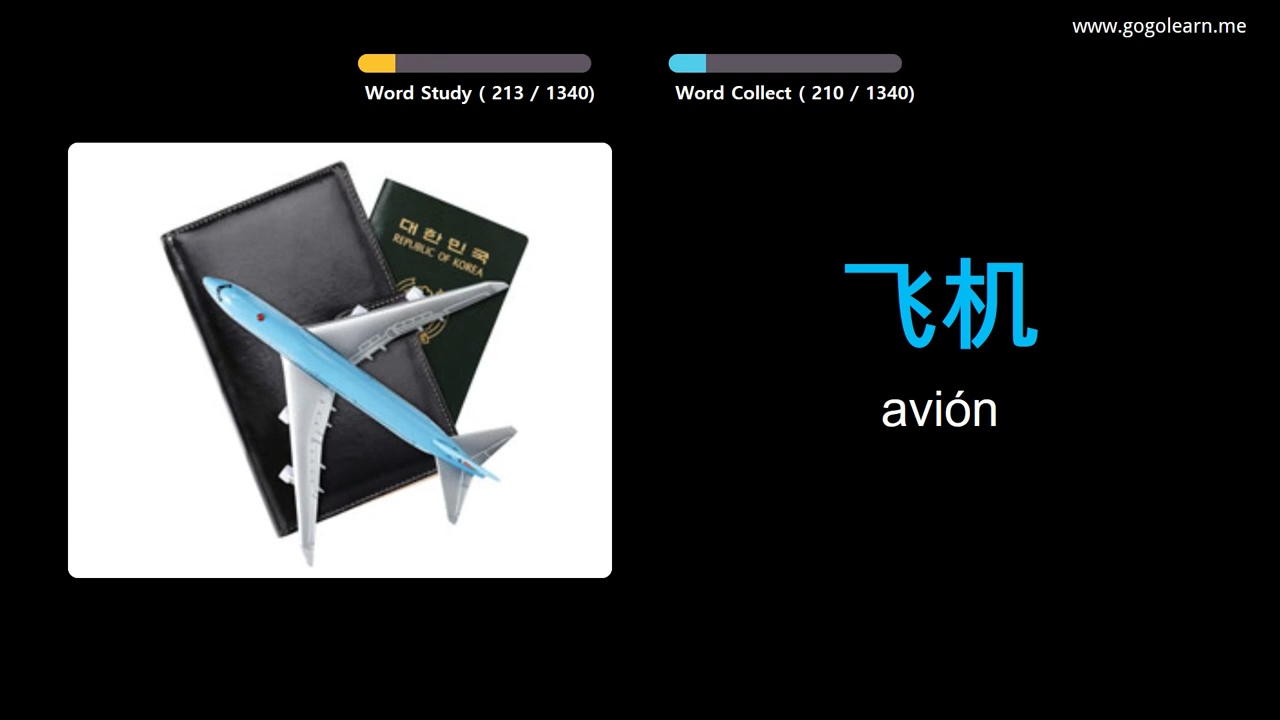 www.gogolearn.me
Word Study ( 213 / 1340)
Word Collect ( 210 / 1340)
대한민국
REPUBLIC OF KOREA
飞机
avión